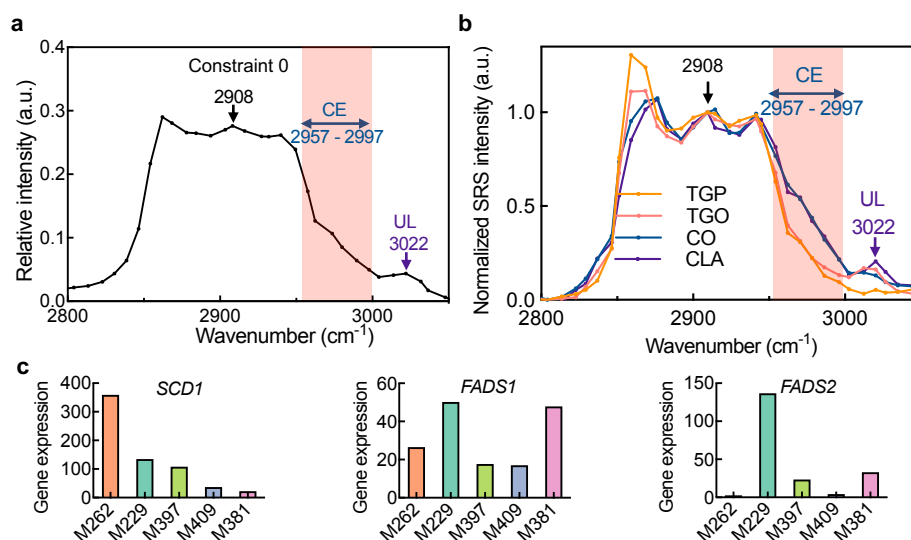 a
0.4
0.3
0.2
0.1
0.0
Relative intensity (a.u.)
Constraint 0
2908
CE
2957 - 2997
UL
3022
2800
2900
3000
Wavenumber (cm⁻¹)
b
1.0
0.5
0.0
Normalized SRS intensity (a.u.)
2908
CE
2957 - 2997
UL
3022
TGP
TGO
CO
CLA
2800
2900
3000
Wavenumber (cm⁻¹)
c
SCD1
400
300
200
100
0
Gene expression
M262
M229
M397
M409
M381
FADS1
60
40
20
0
Gene expression
M262
M229
M397
M409
M381
FADS2
150
100
50
0
Gene expression
M262
M229
M397
M409
M381